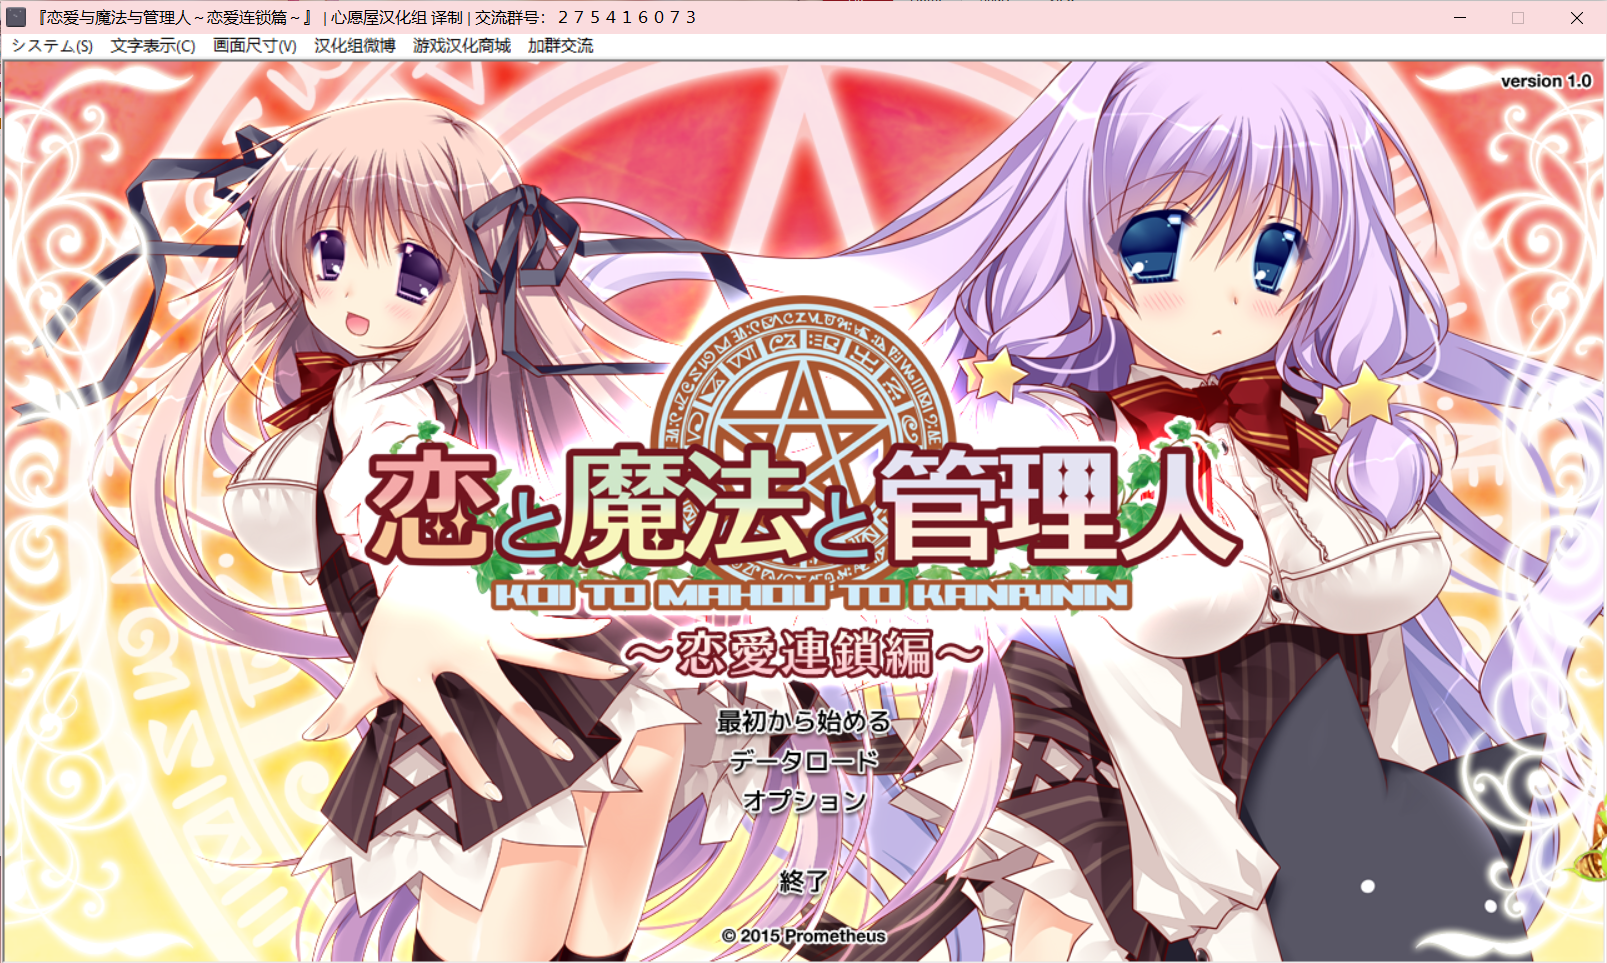 『恋爱与魔法与管理人～恋爱连锁篇～』 | 心愿屋汉化组 译制 | 交流群号：２７５４１６０７３
システム(S) 文字表示(C) 画面尺寸(V) 汉化组微博 游戏汉化商城 加群交流
version 1.0
恋と魔法と管理人
KOI TO MAHOU TO KANRININ
～恋愛連鎖編～
最初から始める
データロード
オプション
終了
© 2015 Prometheus